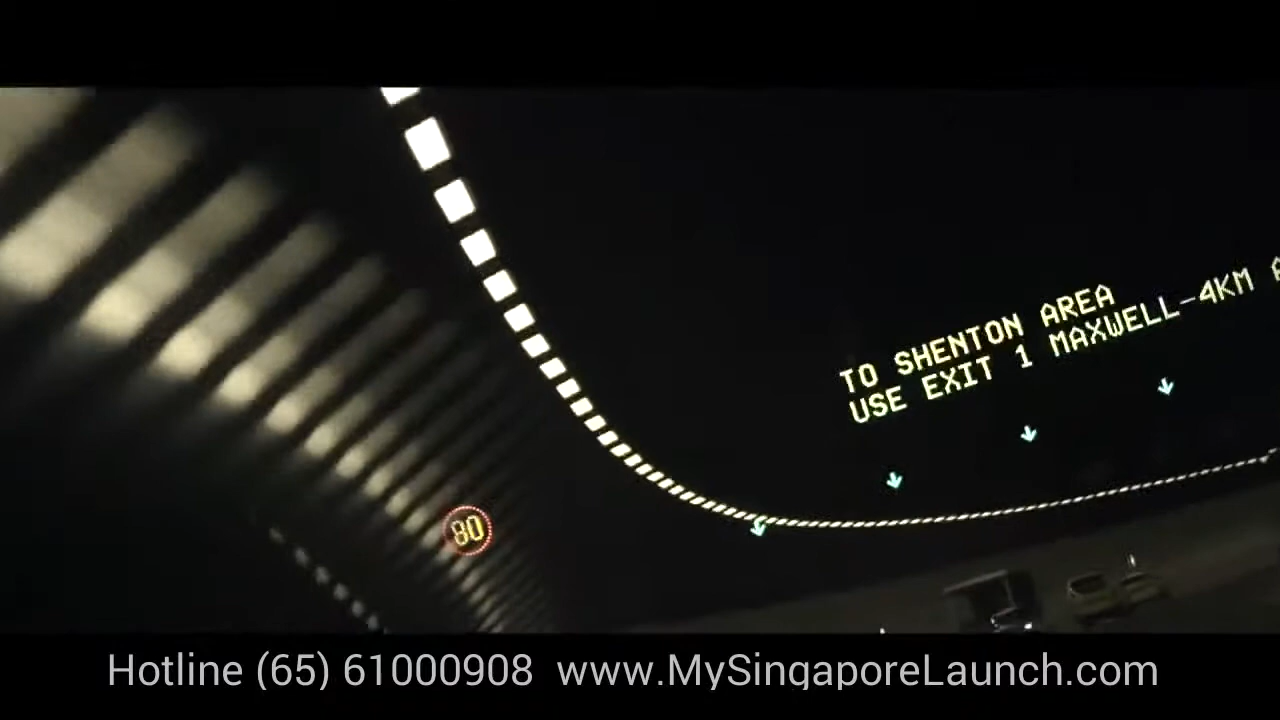 TO SHENTON AREA
USE EXIT 1 MAXWELL-4KM
80
Hotline (65) 61000908 www.MySingaporeLaunch.com